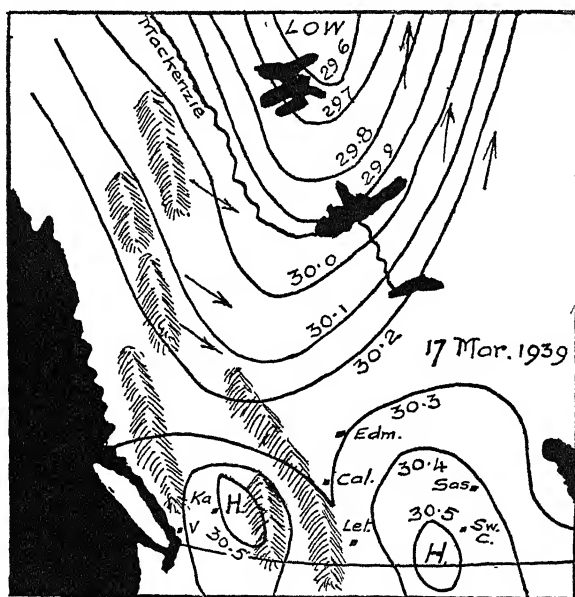 LOW
29.6
Mackenzie
29.7
29.8
29.9
30.0
30.1
30.2
17 Mar. 1939
30.3
Edm.
30.4
Cal.
Sas.
Ka
H.
30.5
Sw.
C.
V
30.5
Let.
H.